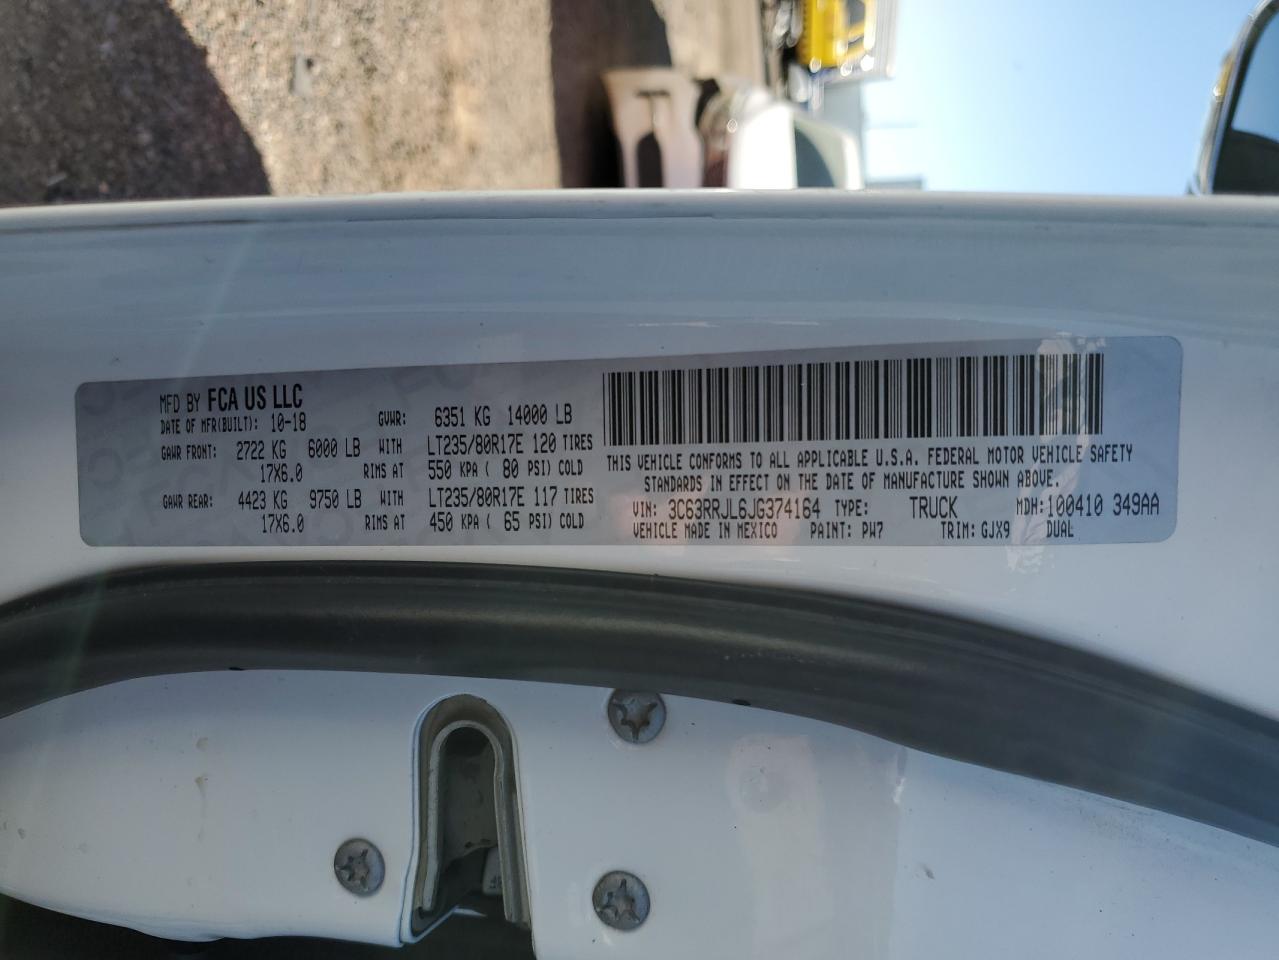 MFD BY FCA US LLC
DATE OF MFR(BUILT): 10-18 GVWR: 6351 KG 14000 LB
GAWR FRONT: 2722 KG 6000 LB WITH LT235/80R17E 120 TIRES
17X6.0 RIMS AT 550 KPA ( 80 PSI) COLD
GAWR REAR: 4423 KG 9750 LB WITH LT235/80R17E 117 TIRES
17X6.0 RIMS AT 450 KPA ( 65 PSI) COLD
THIS VEHICLE CONFORMS TO ALL APPLICABLE U.S.A. FEDERAL MOTOR VEHICLE SAFETY
STANDARDS IN EFFECT ON THE DATE OF MANUFACTURE SHOWN ABOVE.
VIN: 3C63RRJL6JG374164 TYPE: TRUCK MDH:100410 349AA
VEHICLE MADE IN MEXICO PAINT: PW7 TRIM: GJX9 DUAL